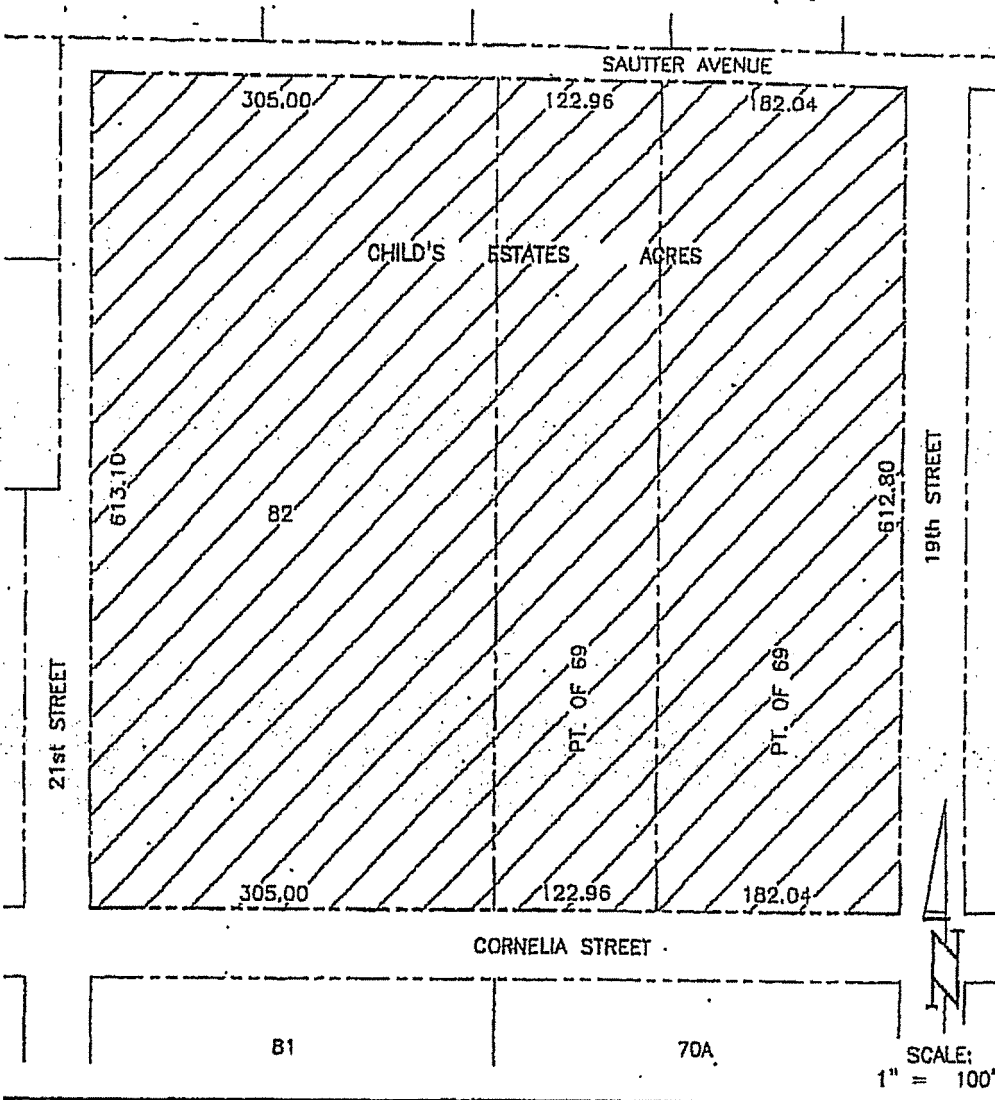 SAUTTER AVENUE
305.00 122.96 182.04
CHILD'S ESTATES ACRES
613.10
82
612.80
19th STREET
21st STREET
PT. OF 69
PT. OF 69
305.00 122.96 182.04
CORNELIA STREET
N
81
70A
SCALE:
1" = 100'